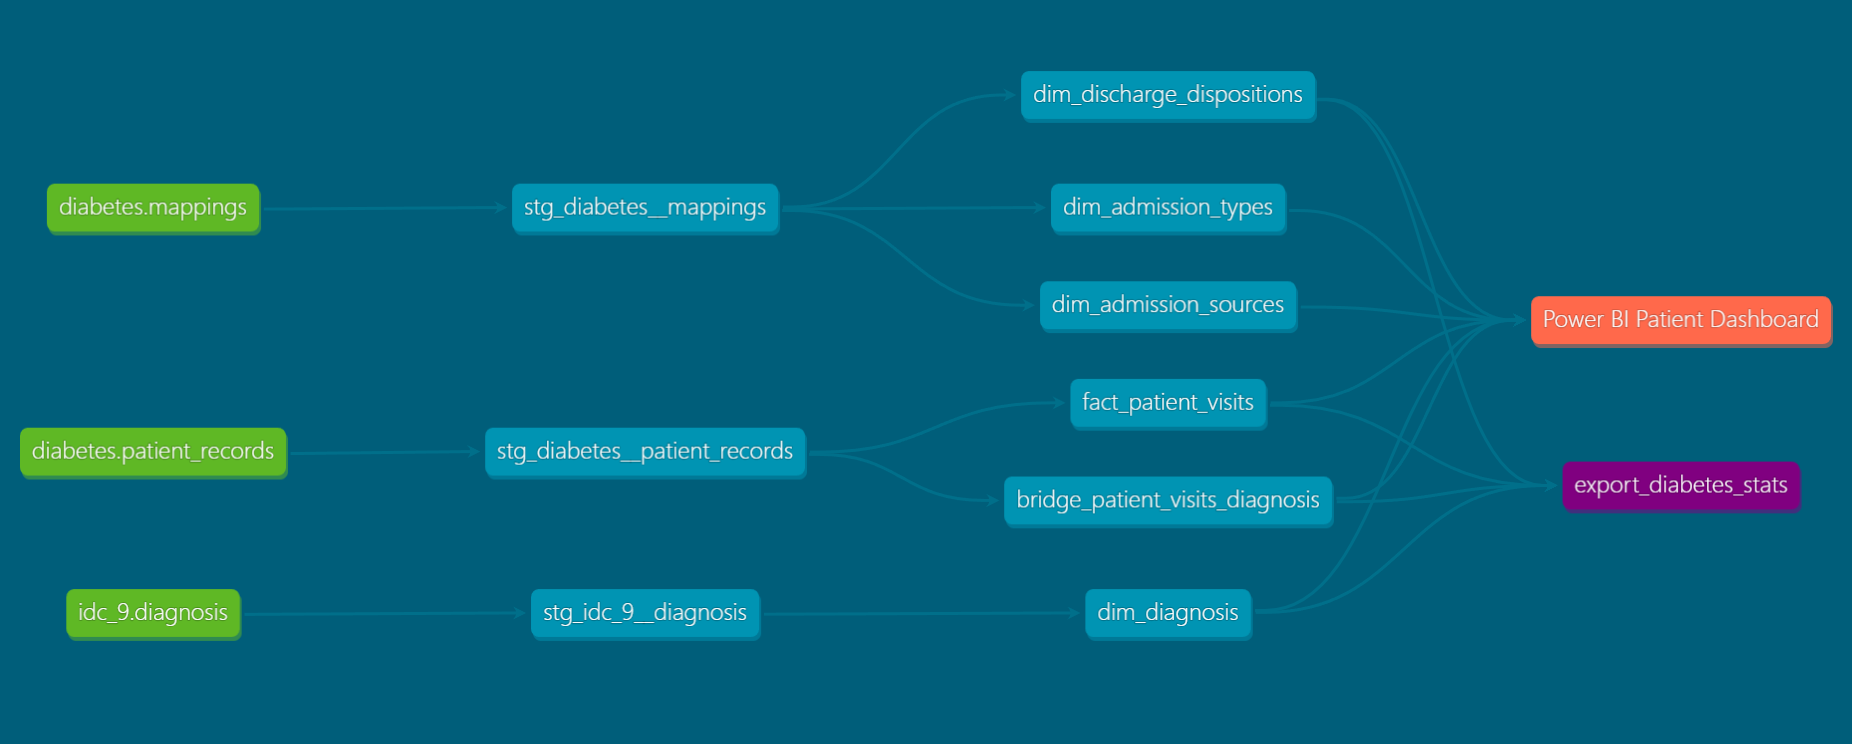 dim_discharge_dispositions
diabetes.mappings
stg_diabetes__mappings
dim_admission_types
dim_admission_sources
Power BI Patient Dashboard
fact_patient_visits
diabetes.patient_records
stg_diabetes__patient_records
bridge_patient_visits_diagnosis
export_diabetes_stats
idc_9.diagnosis
stg_idc_9__diagnosis
dim_diagnosis